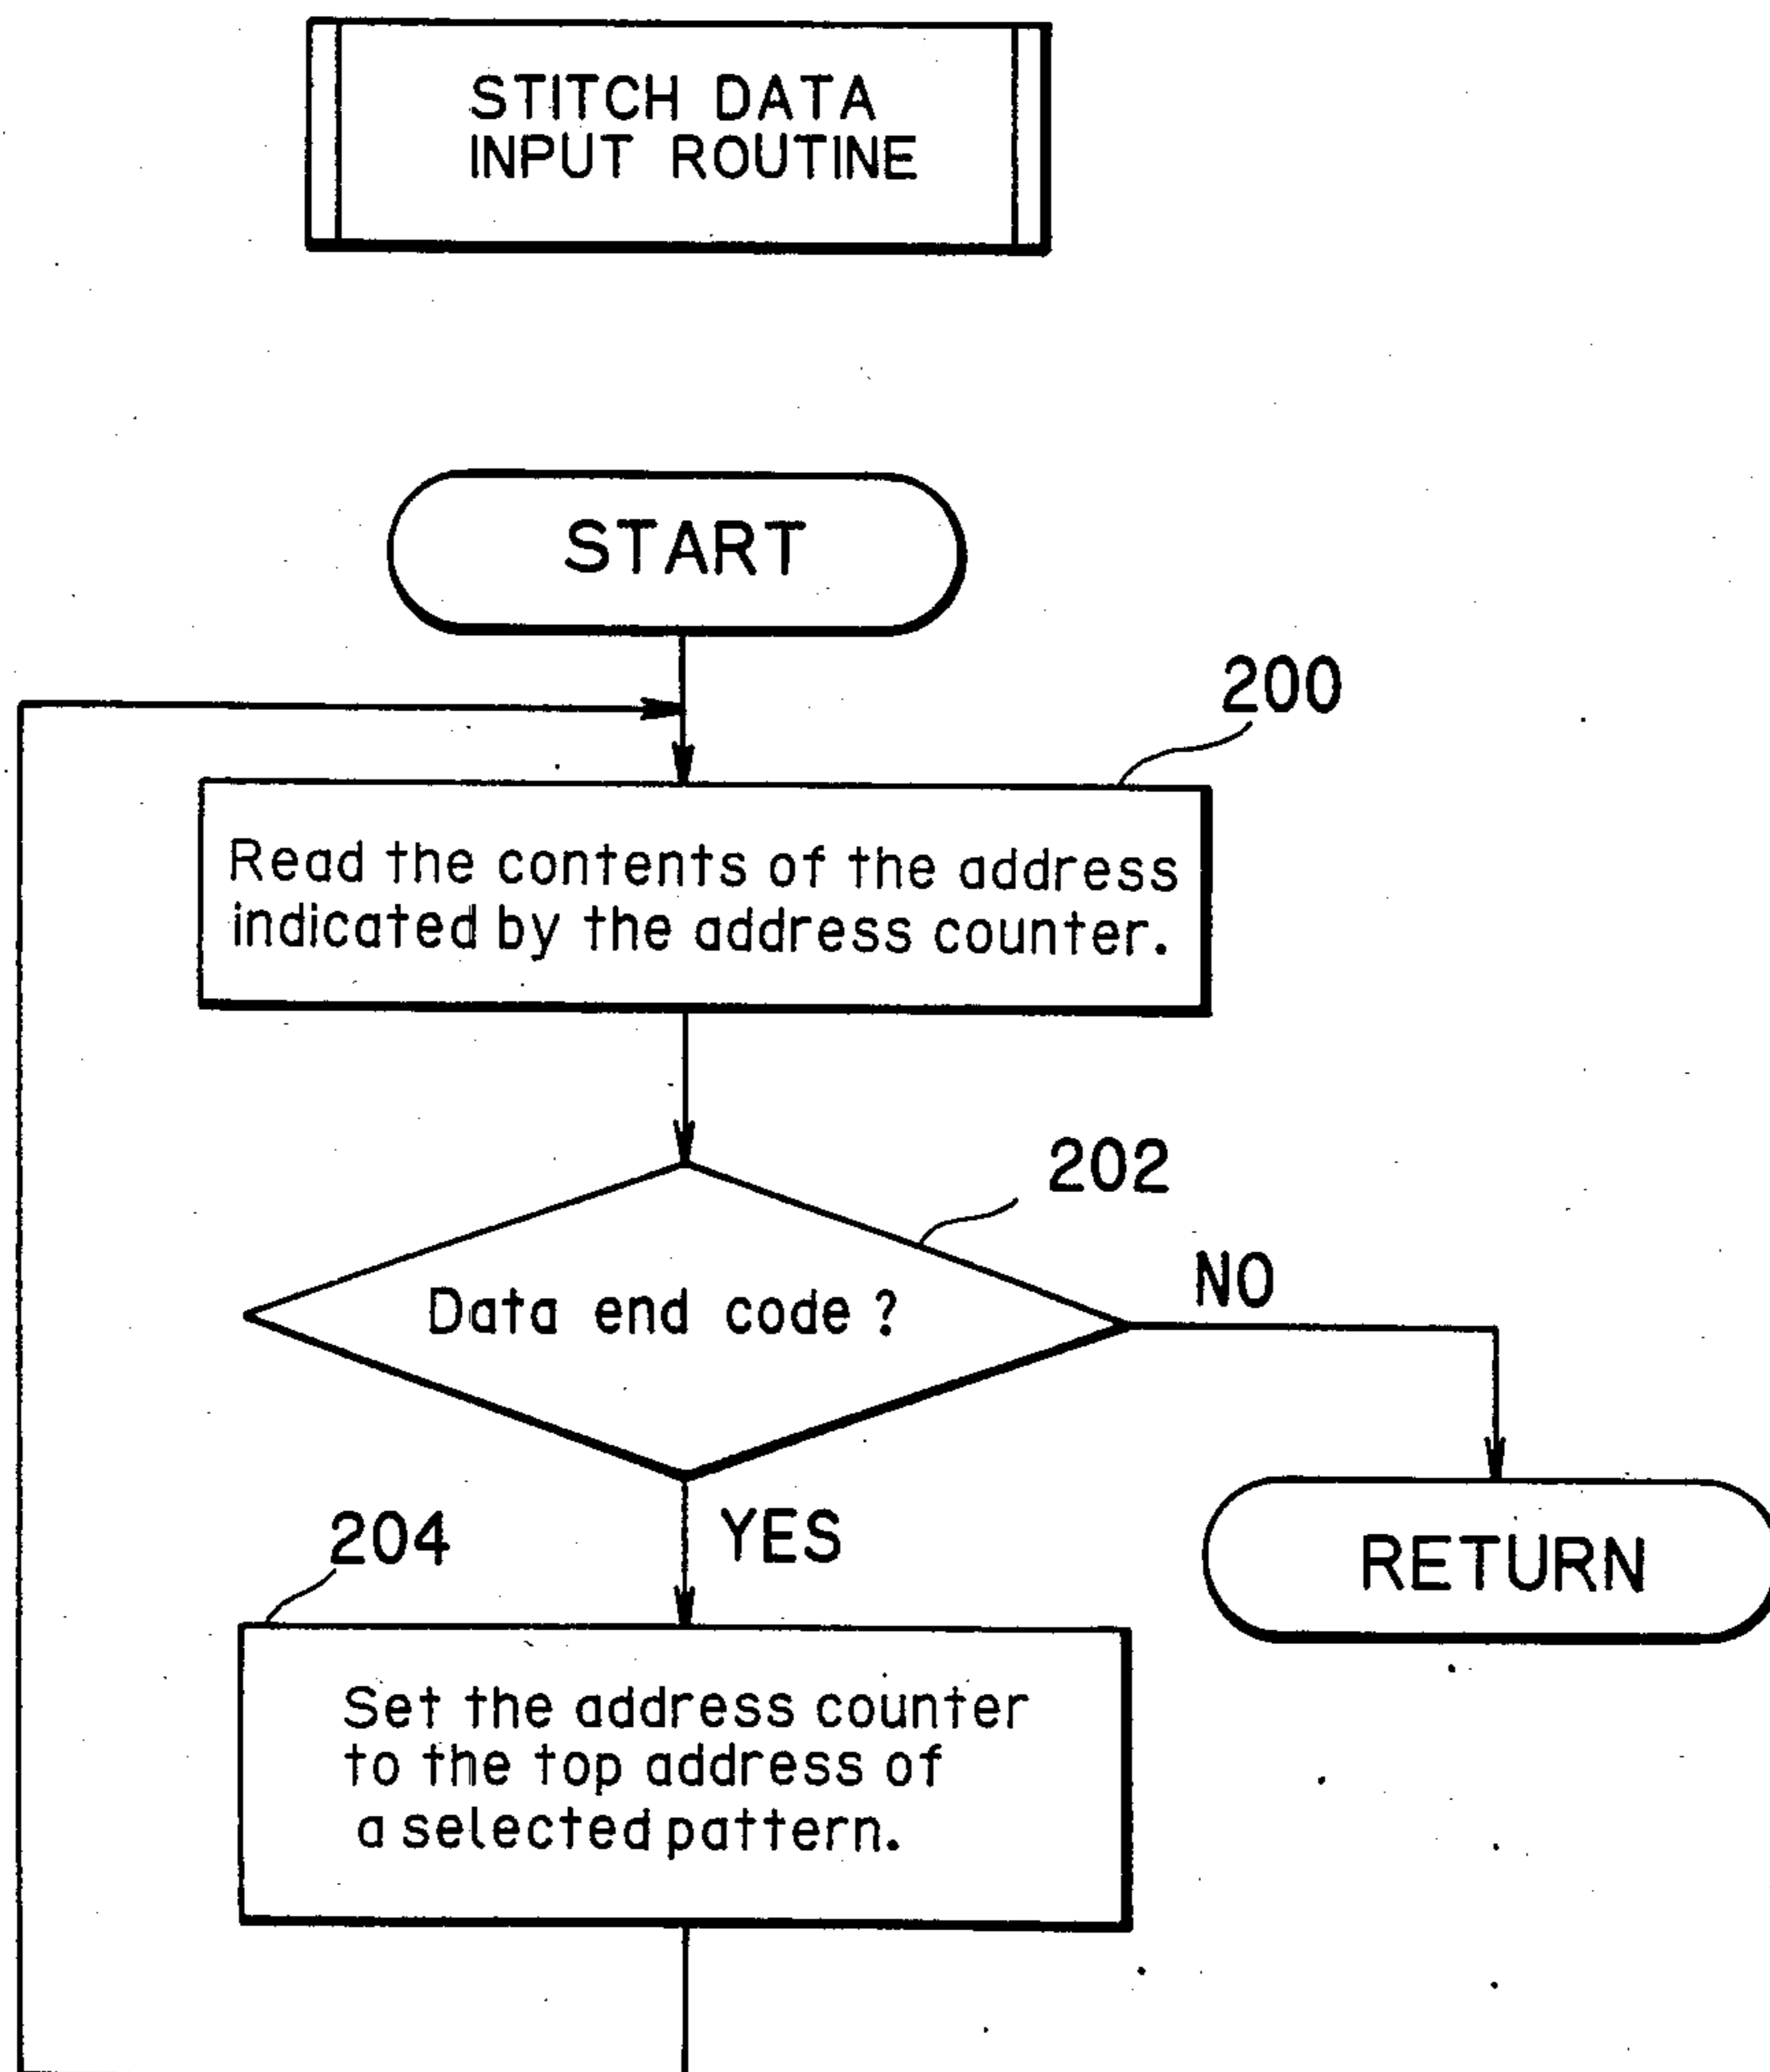 STITCH DATA
INPUT ROUTINE
START
200
Read the contents of the address
indicated by the address counter.
202
Data end code ?
NO
204
YES
RETURN
Set the address counter
to the top address of
a selected pattern.